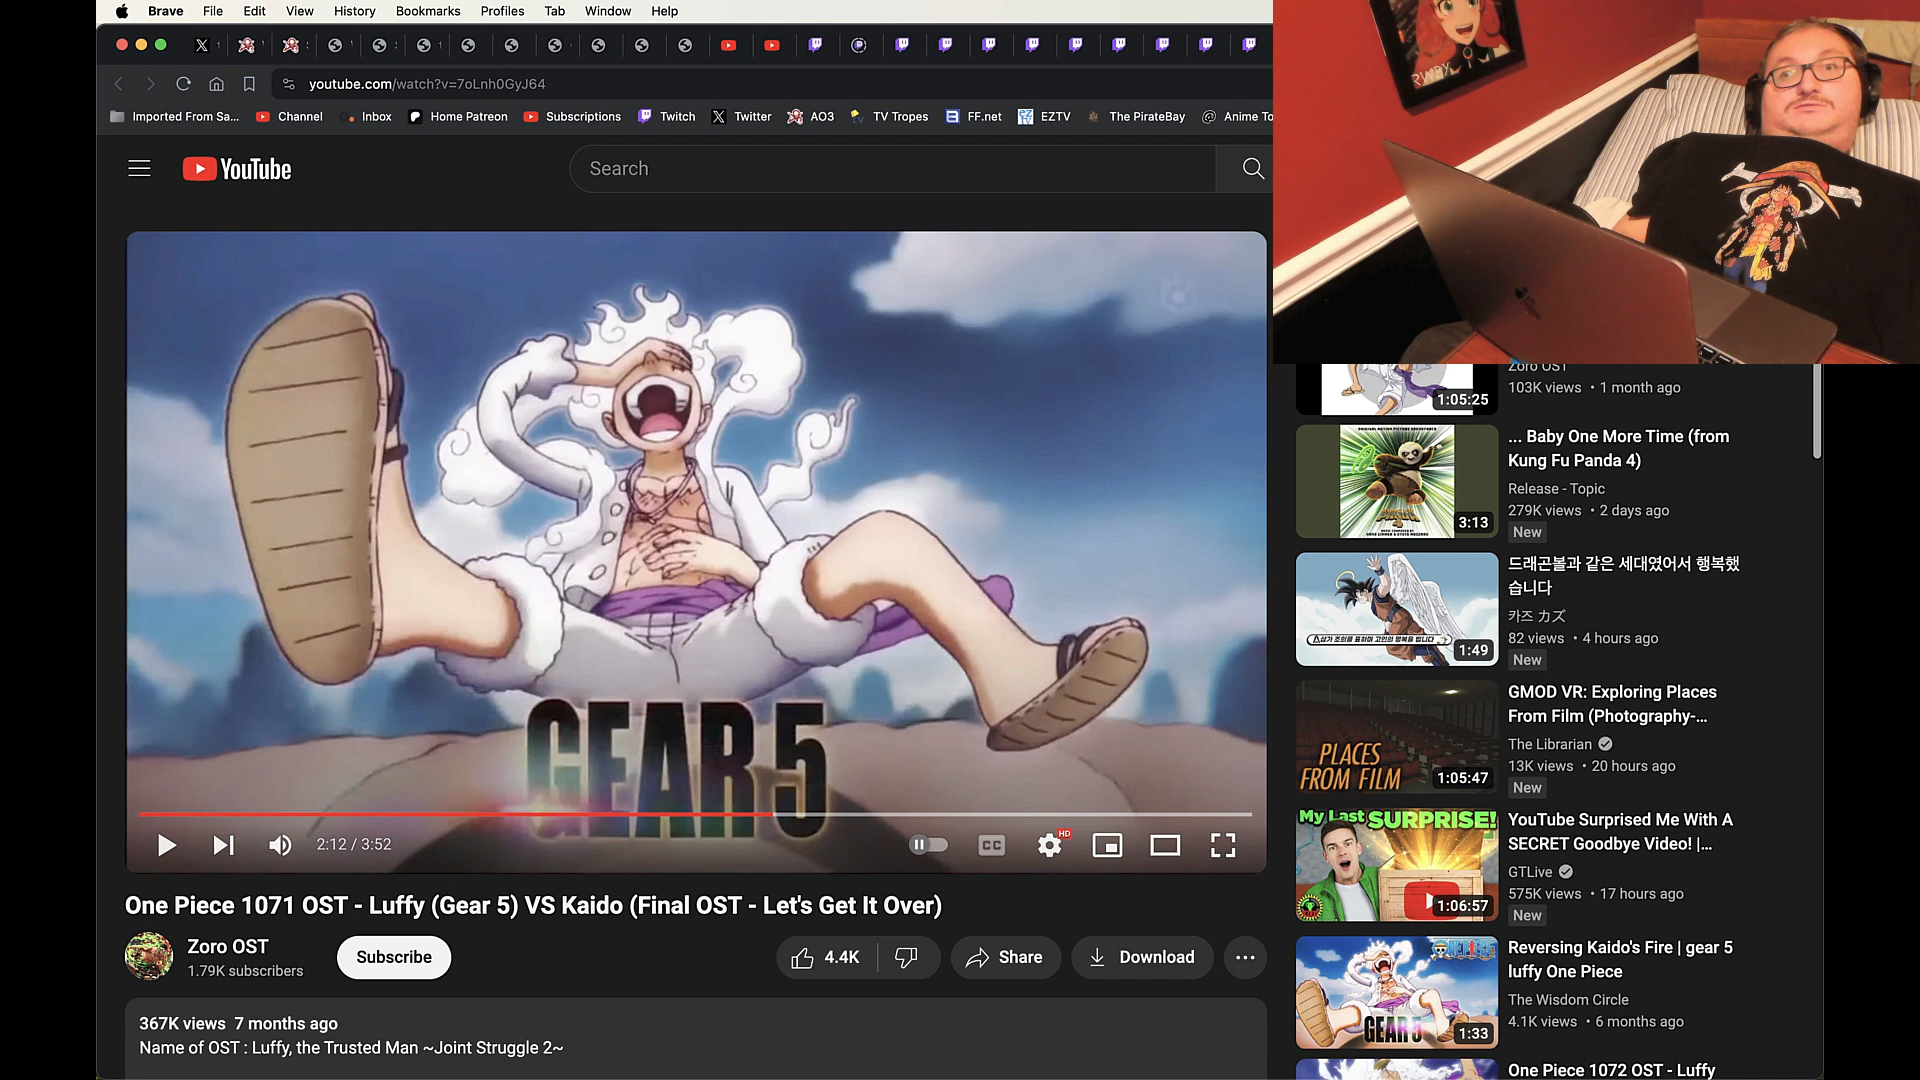 Brave File Edit View History Bookmarks Profiles Tab Window Help
youtube.com/watch?v=7oLnh0GyJ64
Imported From Sa... Channel Inbox Home Patreon Subscriptions Twitch Twitter AO3 TV Tropes FF.net EZTV The PirateBay Anime To
YouTube
Search
RWBY
GEAR 5
2:12 / 3:52
CC
HD
One Piece 1071 OST - Luffy (Gear 5) VS Kaido (Final OST - Let's Get It Over)
Zoro OST
1.79K subscribers
Subscribe
4.4K
Share
Download
367K views 7 months ago
Name of OST : Luffy, the Trusted Man ~Joint Struggle 2~
1:05:25
Zoro OST
103K views • 1 month ago
3:13
... Baby One More Time (from
Kung Fu Panda 4)
Release - Topic
279K views • 2 days ago
New
1:49
드래곤볼과 같은 세대였어서 행복했
습니다
카즈 カズ
82 views • 4 hours ago
New
PLACES
FROM FILM
1:05:47
GMOD VR: Exploring Places
From Film (Photography-...
The Librarian
13K views • 20 hours ago
New
My Last SURPRISE!
1:06:57
YouTube Surprised Me With A
SECRET Goodbye Video! |...
GTLive
575K views • 17 hours ago
New
GEAR 5
1:33
Reversing Kaido's Fire | gear 5
luffy One Piece
The Wisdom Circle
4.1K views • 6 months ago
One Piece 1072 OST - Luffy